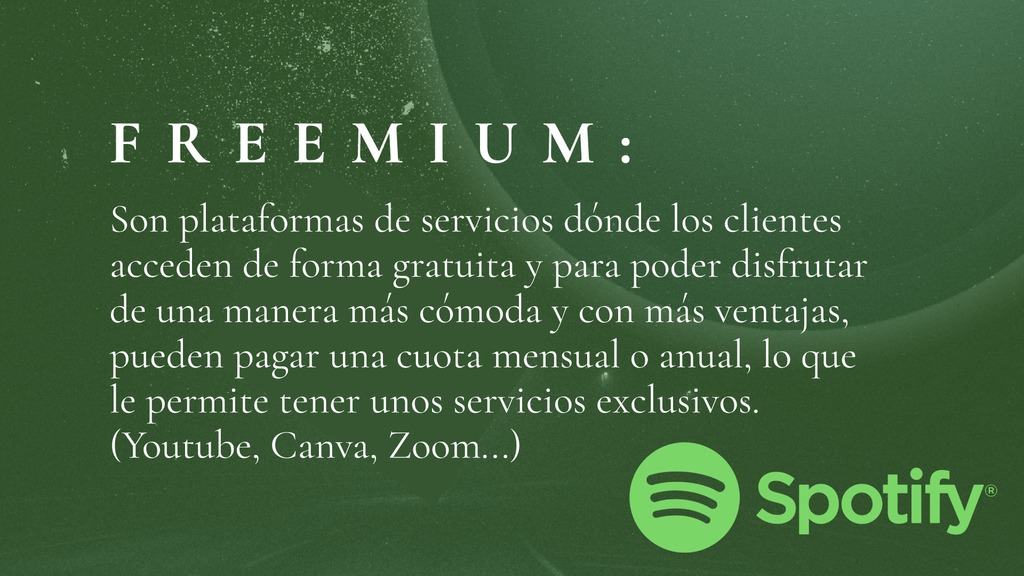 FREEMIUM:
Son plataformas de servicios dónde los clientes
acceden de forma gratuita y para poder disfrutar
de una manera más cómoda y con más ventajas,
pueden pagar una cuota mensual o anual, lo que
le permite tener unos servicios exclusivos.
(Youtube, Canva, Zoom...)
Spotify®